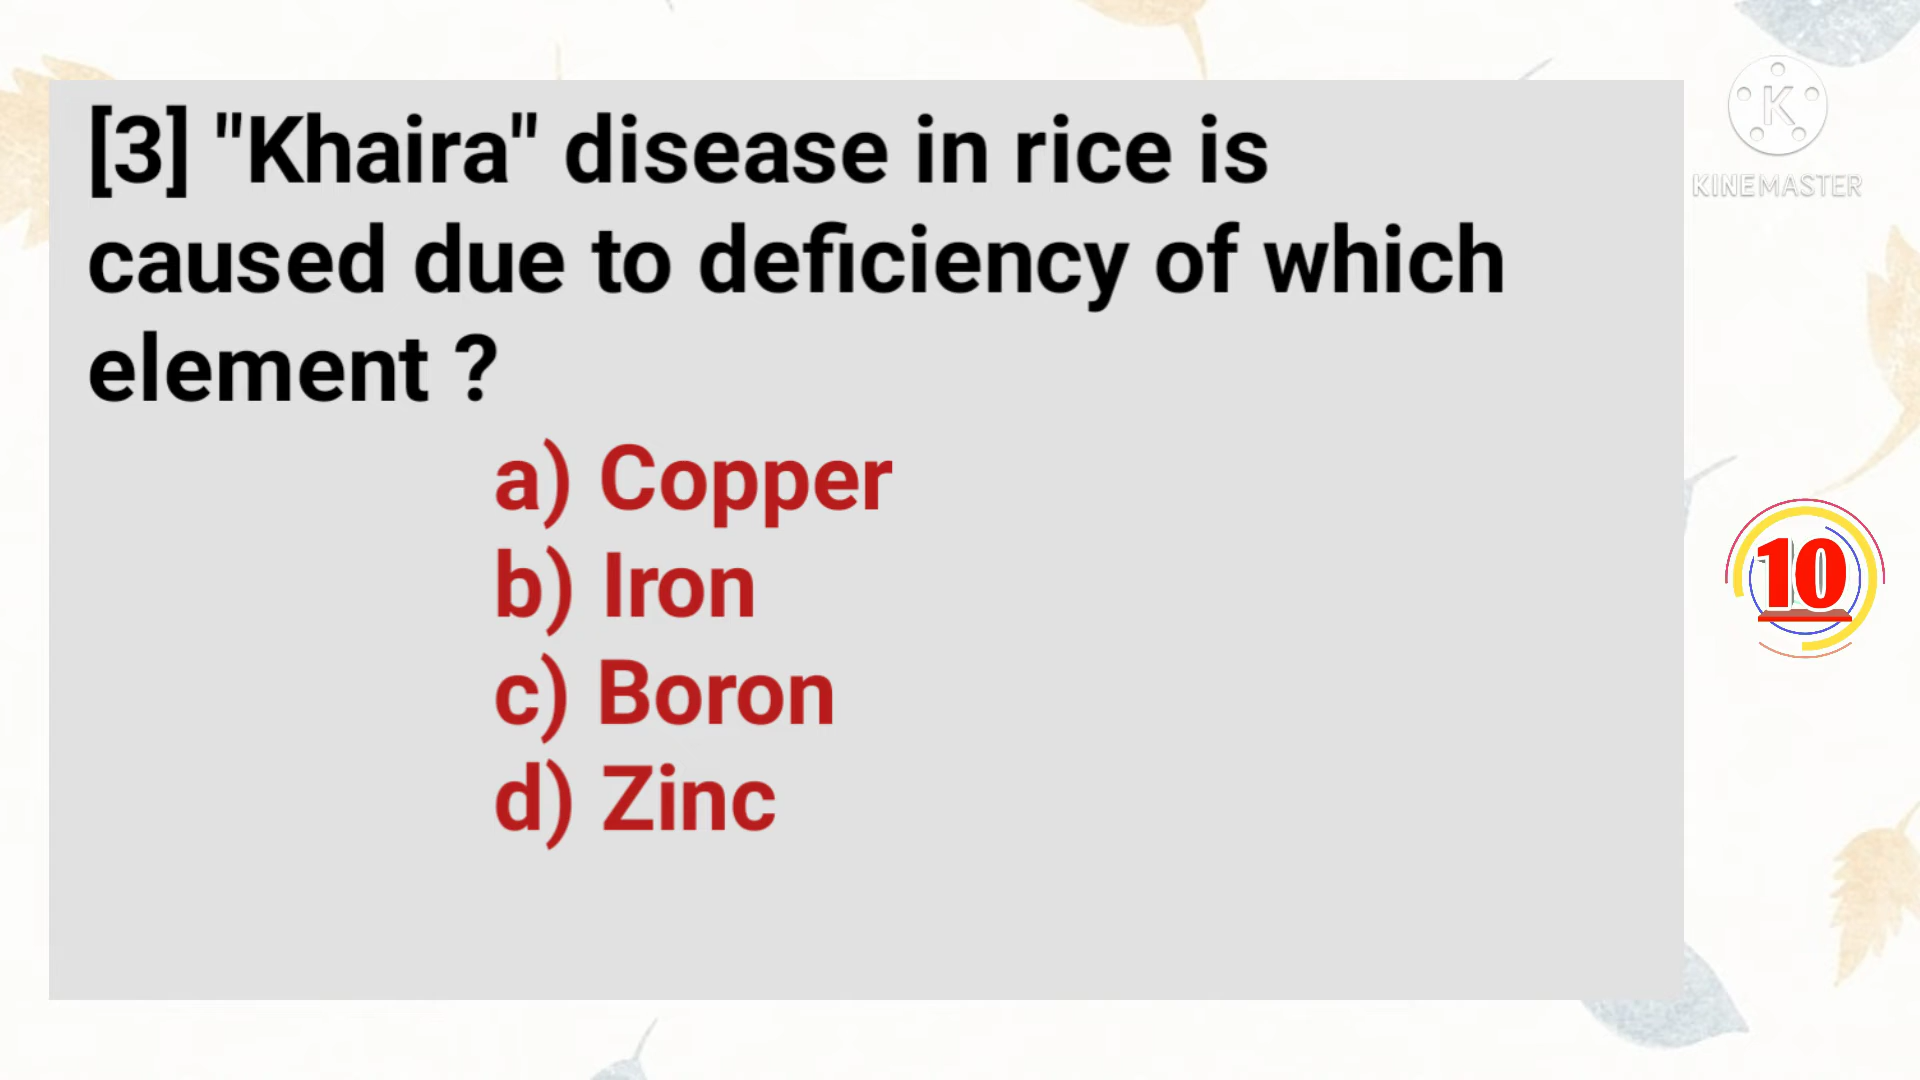 [3] "Khaira" disease in rice is
caused due to deficiency of which
element ?
a) Copper
b) Iron
c) Boron
d) Zinc
K
KINEMASTER
10